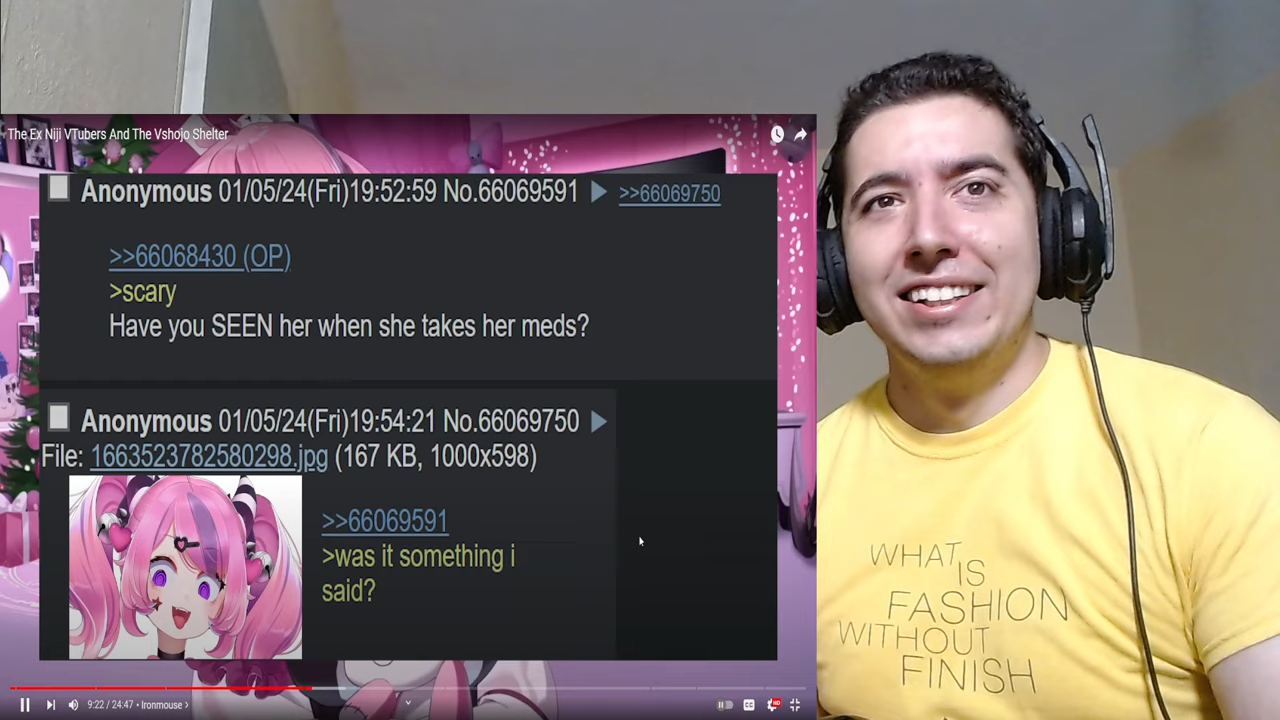 The Ex Niji VTubers And The Vshojo Shelter
Anonymous 01/05/24(Fri)19:52:59 No.66069591 ▶ >>66069750
>>66068430 (OP)
>scary
Have you SEEN her when she takes her meds?
Anonymous 01/05/24(Fri)19:54:21 No.66069750 ▶
File: 1663523782580298.jpg (167 KB, 1000x598)
>>66069591
>was it something i
said?
9:22 / 24:47 • Ironmouse >
CC
HD
WHAT
IS
FASHION
WITHOUT
FINISH